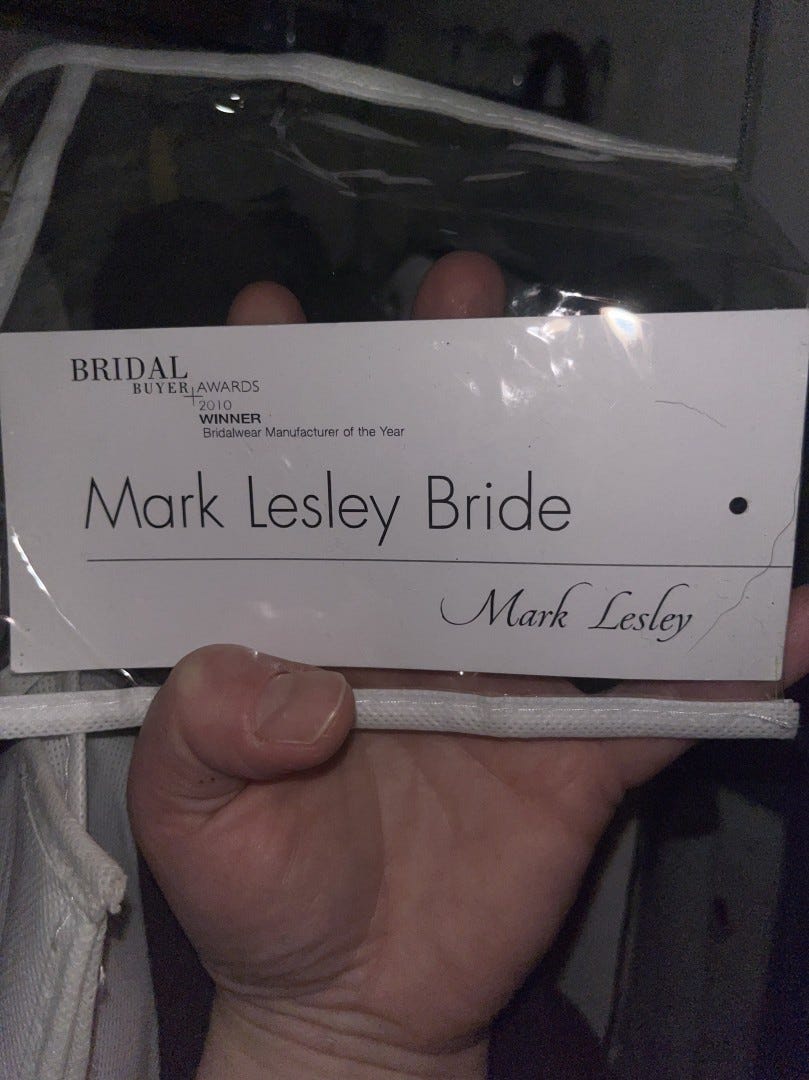 BRIDAL
BUYER AWARDS
2010
WINNER
Bridalwear Manufacturer of the Year
Mark Lesley Bride
Mark Lesley